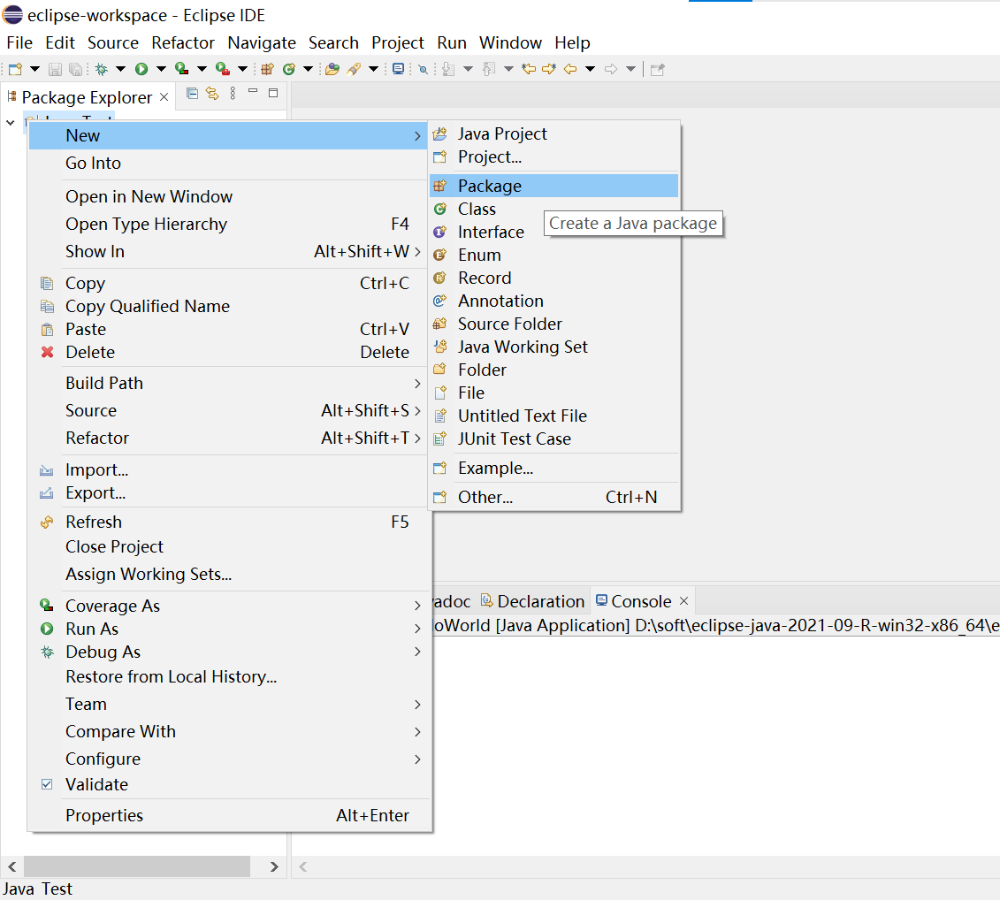 eclipse-workspace - Eclipse IDE
File Edit Source Refactor Navigate Search Project Run Window Help
Package Explorer
New
Go Into
Open in New Window
Open Type Hierarchy F4
Show In Alt+Shift+W
Copy Ctrl+C
Copy Qualified Name
Paste Ctrl+V
Delete Delete
Build Path
Source Alt+Shift+S
Refactor Alt+Shift+T
Import...
Export...
Refresh F5
Close Project
Assign Working Sets...
Coverage As
Run As
Debug As
Restore from Local History...
Team
Compare With
Configure
Validate
Properties Alt+Enter
Java Project
Project...
Package
Class
Create a Java package
Interface
Enum
Record
Annotation
Source Folder
Java Working Set
Folder
File
Untitled Text File
JUnit Test Case
Example...
Other... Ctrl+N
vadoc Declaration Console
oWorld [Java Application] D:\soft\eclipse-java-2021-09-R-win32-x86_64\e
Java Test